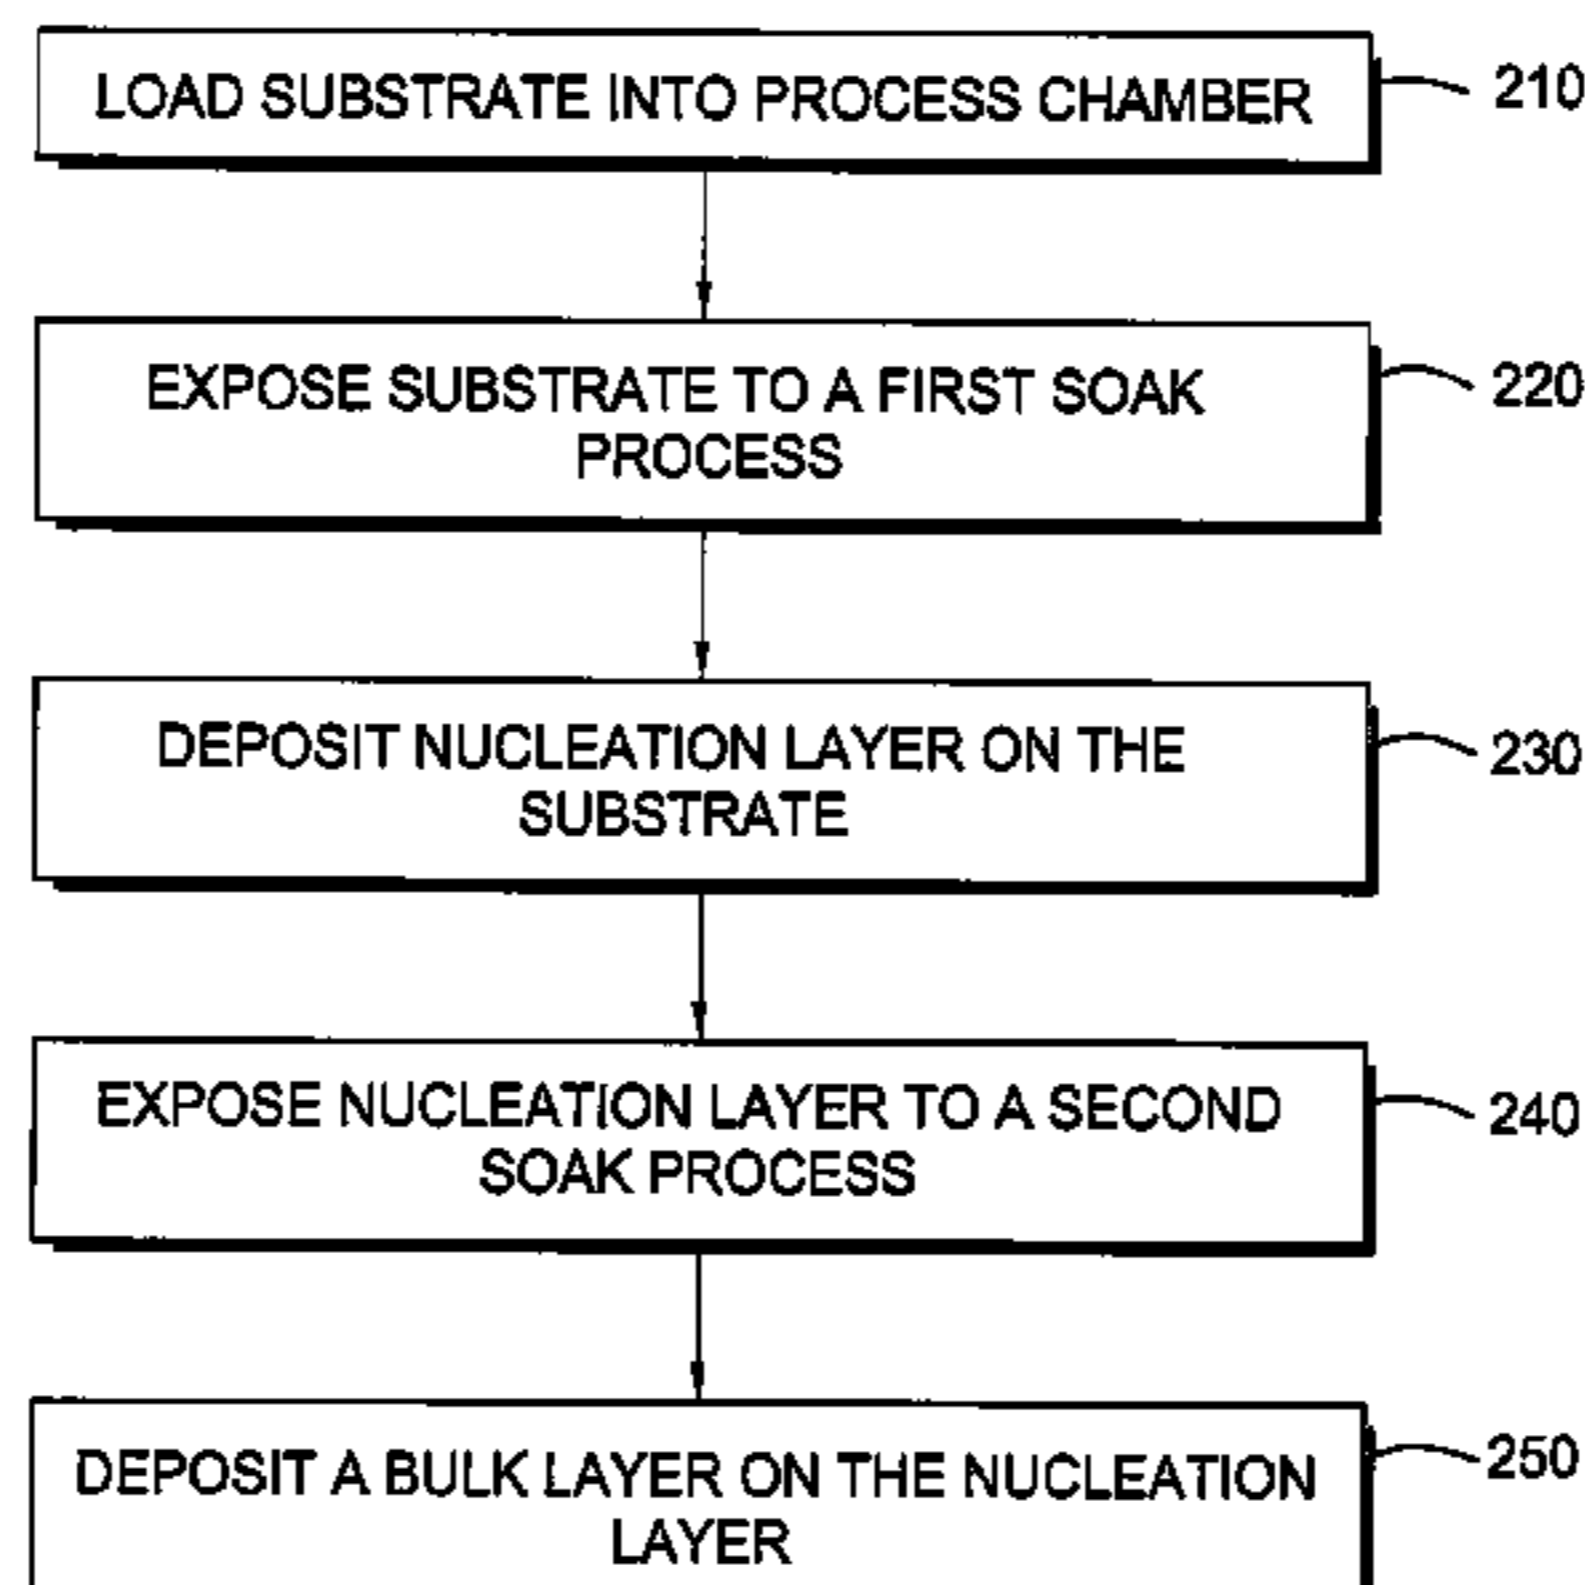 LOAD SUBSTRATE INTO PROCESS CHAMBER
210
EXPOSE SUBSTRATE TO A FIRST SOAK
PROCESS
220
DEPOSIT NUCLEATION LAYER ON THE
SUBSTRATE
230
EXPOSE NUCLEATION LAYER TO A SECOND
SOAK PROCESS
240
DEPOSIT A BULK LAYER ON THE NUCLEATION
LAYER
250